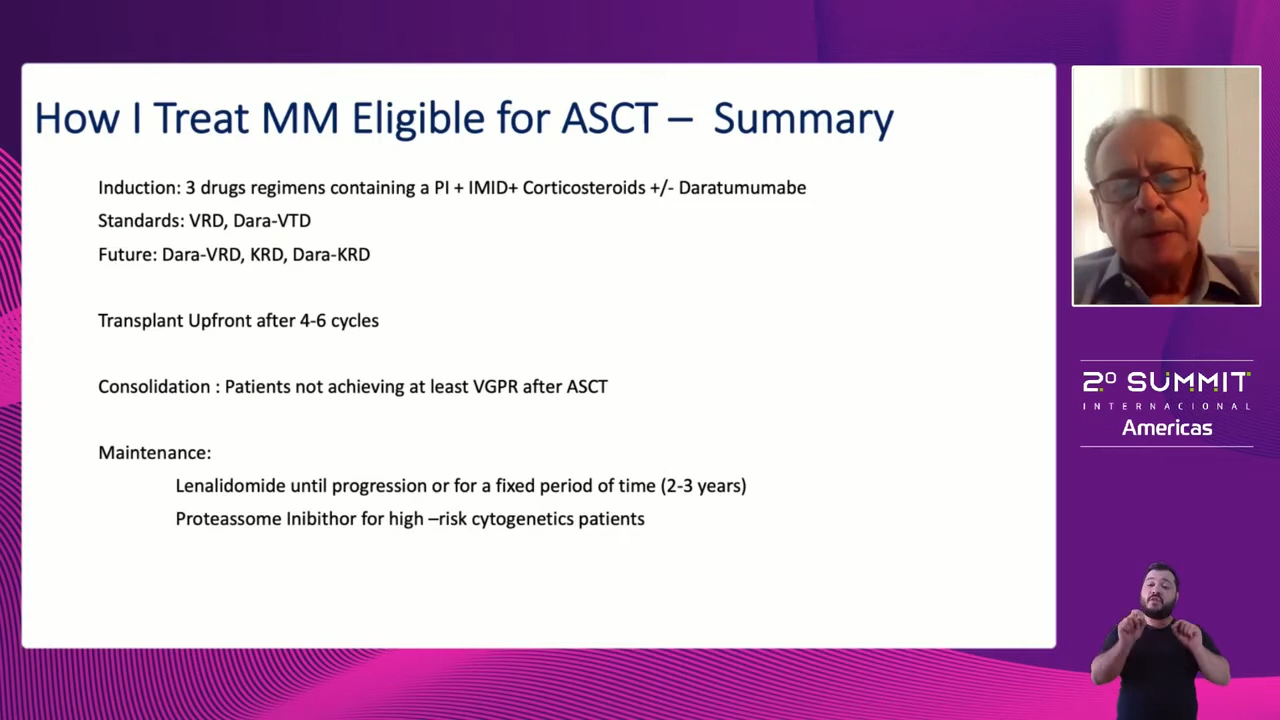 How I Treat MM Eligible for ASCT – Summary
Induction: 3 drugs regimens containing a PI + IMID+ Corticosteroids +/- Daratumumabe
Standards: VRD, Dara-VTD
Future: Dara-VRD, KRD, Dara-KRD
Transplant Upfront after 4-6 cycles
Consolidation : Patients not achieving at least VGPR after ASCT
Maintenance:
Lenalidomide until progression or for a fixed period of time (2-3 years)
Proteassome Inibithor for high –risk cytogenetics patients
2º SUMMIT
INTERNACIONAL
Americas